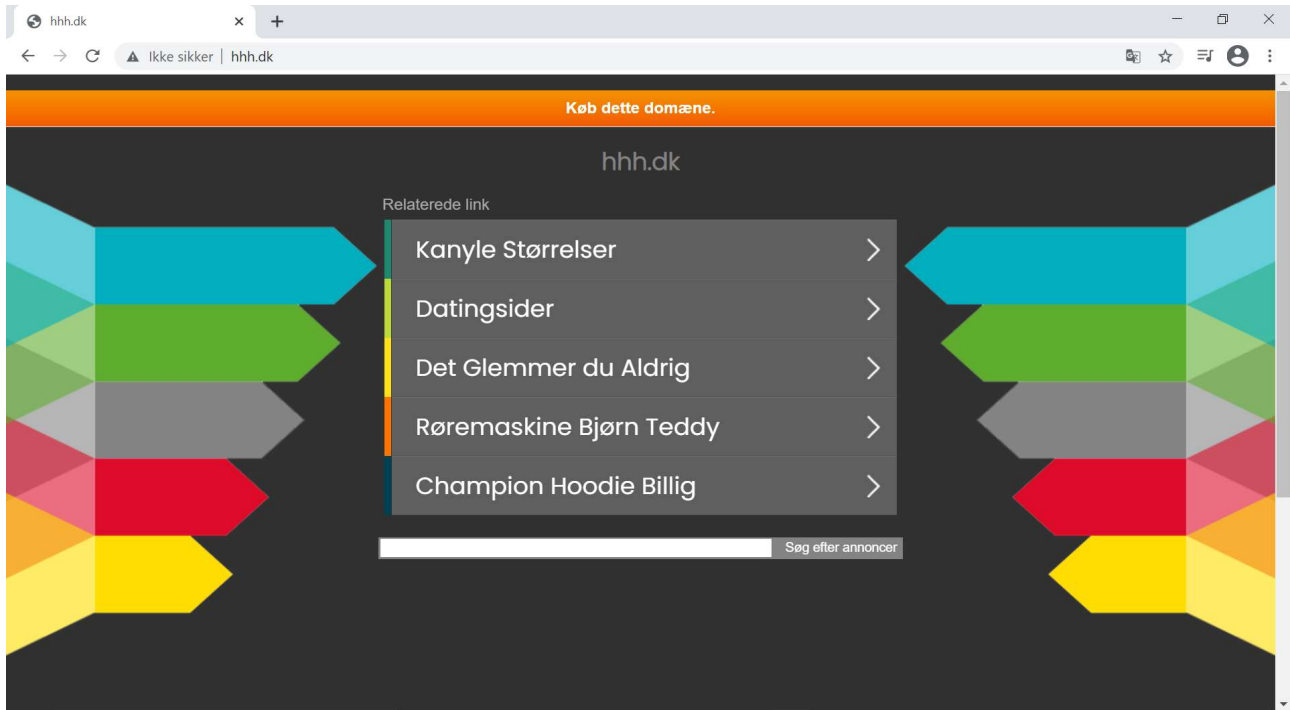 hhh.dk
Ikke sikker | hhh.dk
Køb dette domæne.
hhh.dk
Relaterede link
Kanyle Størrelser
Datingsider
Det Glemmer du Aldrig
Røremaskine Bjørn Teddy
Champion Hoodie Billig
Søg efter annoncer